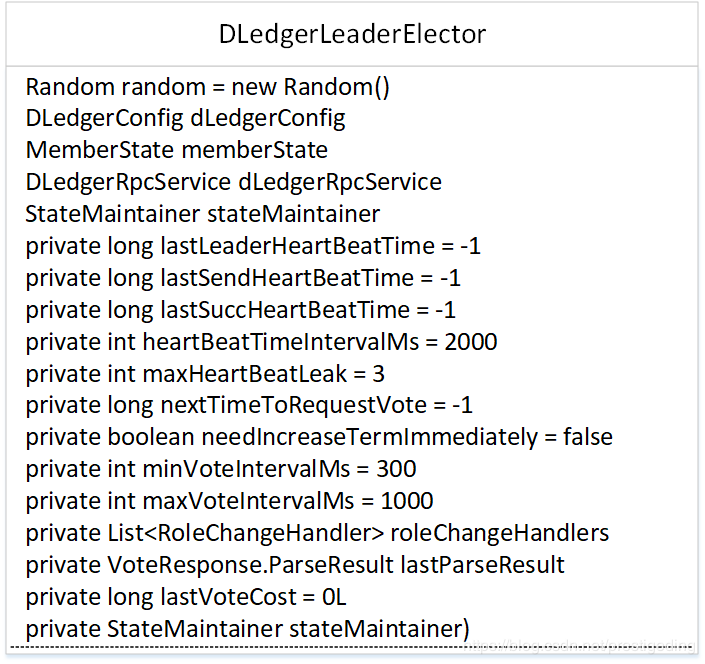 DLedgerLeaderElector
Random random = new Random()
DLedgerConfig dLedgerConfig
MemberState memberState
DLedgerRpcService dLedgerRpcService
StateMaintainer stateMaintainer
private long lastLeaderHeartBeatTime = -1
private long lastSendHeartBeatTime = -1
private long lastSuccHeartBeatTime = -1
private int heartBeatTimeIntervalMs = 2000
private int maxHeartBeatLeak = 3
private long nextTimeToRequestVote = -1
private boolean needIncreaseTermImmediately = false
private int minVoteIntervalMs = 300
private int maxVoteIntervalMs = 1000
private List<RoleChangeHandler> roleChangeHandlers
private VoteResponse.ParseResult lastParseResult
private long lastVoteCost = 0L
private StateMaintainer stateMaintainer)